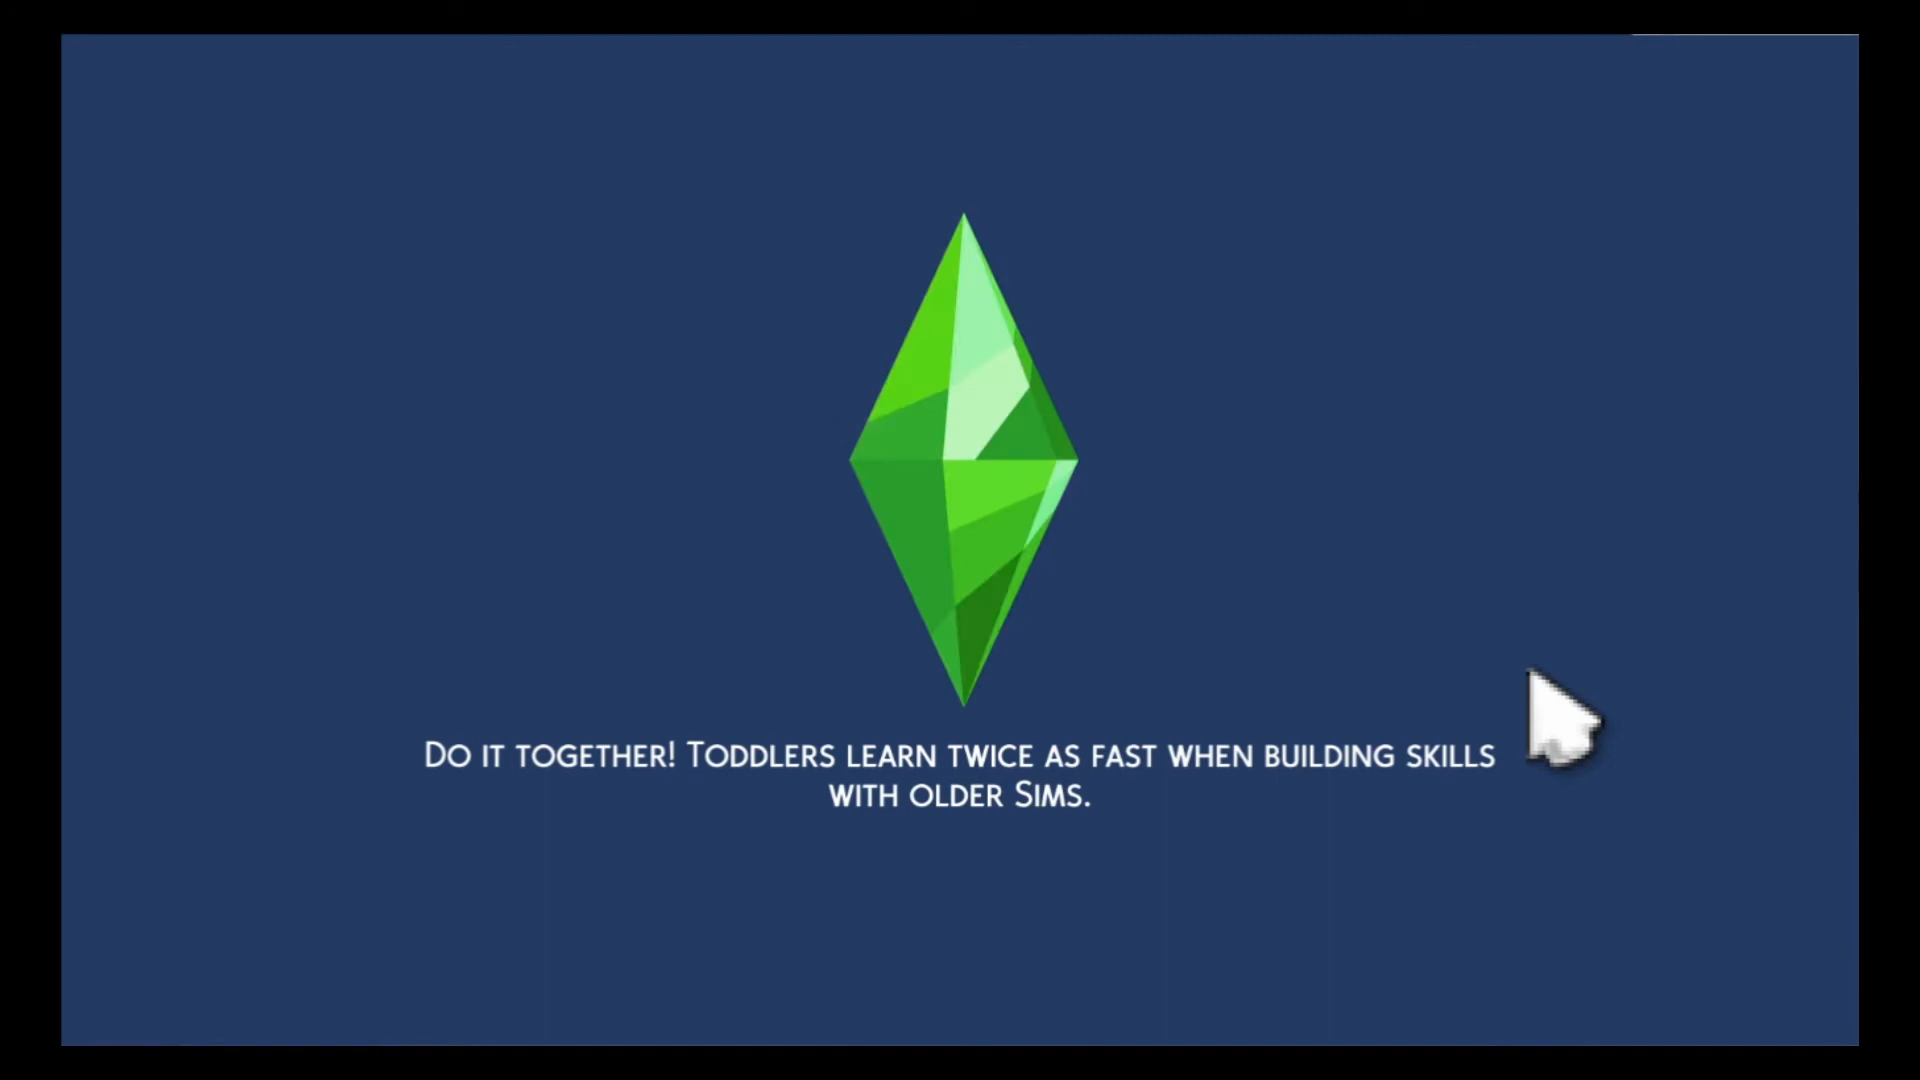 Do it together! Toddlers learn twice as fast when building skills
with older Sims.